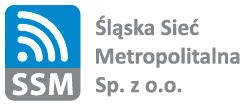 SSM
Śląska Sieć
Metropolitalna
Sp. z o.o.